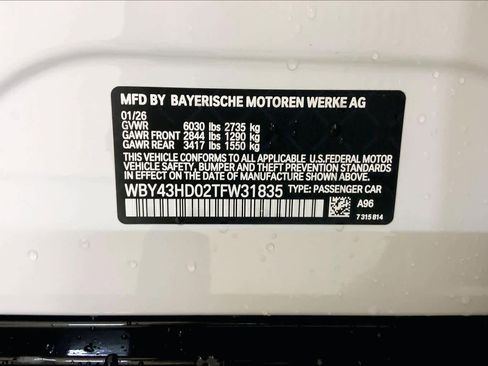 MFD BY BAYERISCHE MOTOREN WERKE AG
01/26
GVWR 6030 lbs 2735 kg
GAWR FRONT 2844 lbs 1290 kg
GAWR REAR 3417 lbs 1550 kg
THIS VEHICLE CONFORMS TO ALL APPLICABLE U.S.FEDERAL MOTOR
VEHICLE SAFETY, BUMPER, AND THEFT PREVENTION STANDARDS
IN EFFECT ON THE DATE OF MANUFACTURE SHOWN ABOVE.
WBY43HD02TFW31835 TYPE: PASSENGER CAR
A96
7 315 814